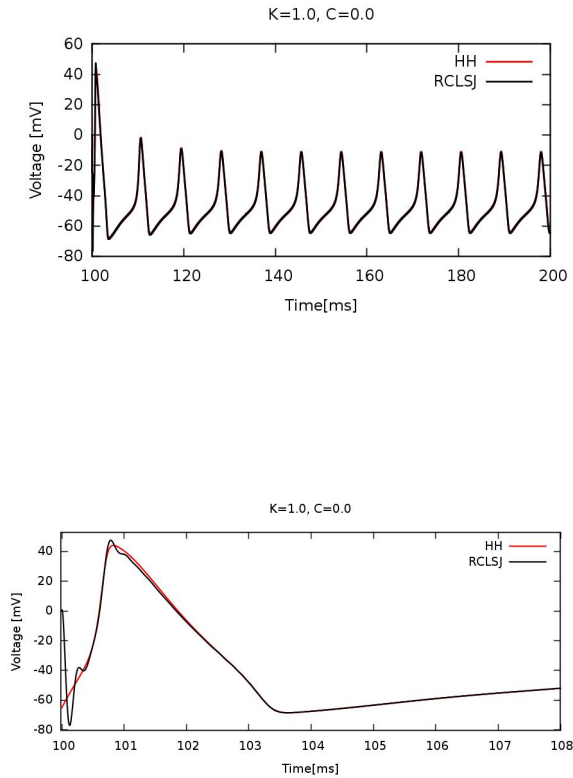 K=1.0, C=0.0
60
40
20
0
-20
-40
-60
-80
Voltage [mV]
HH
RCLSJ
100 120 140 160 180 200
Time[ms]
K=1.0, C=0.0
40
20
0
-20
-40
-60
-80
Voltage [mV]
HH
RCLSJ
100 101 102 103 104 105 106 107 108
Time[ms]